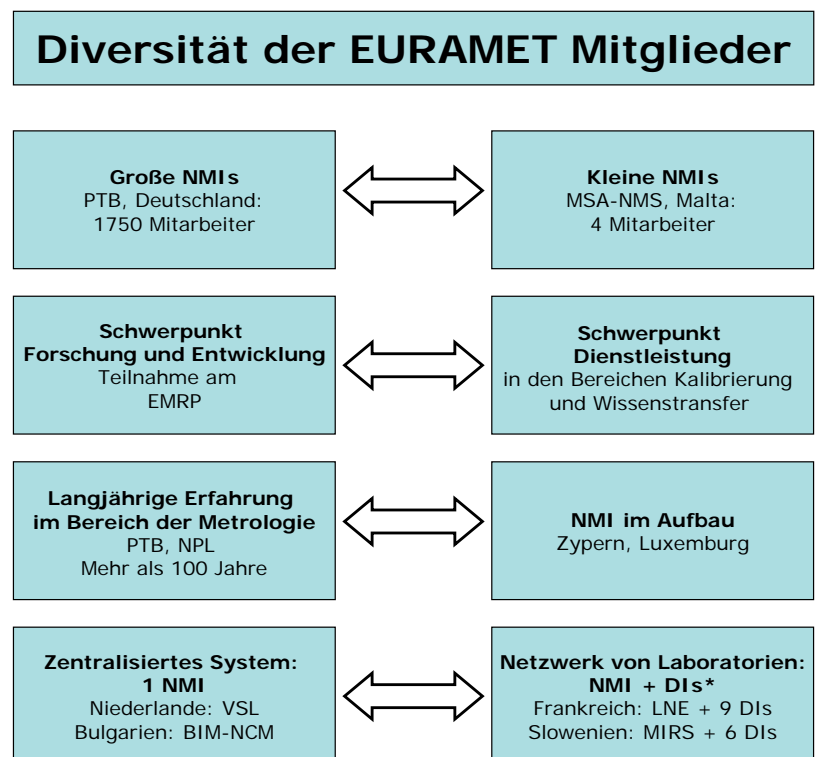 Diversität der EURAMET Mitglieder
Große NMIs
PTB, Deutschland:
1750 Mitarbeiter
Kleine NMIs
MSA-NMS, Malta:
4 Mitarbeiter
Schwerpunkt
Forschung und Entwicklung
Teilnahme am
EMRP
Schwerpunkt
Dienstleistung
in den Bereichen Kalibrierung
und Wissenstransfer
Langjährige Erfahrung
im Bereich der Metrologie
PTB, NPL
Mehr als 100 Jahre
NMI im Aufbau
Zypern, Luxemburg
Zentralisiertes System:
1 NMI
Niederlande: VSL
Bulgarien: BIM-NCM
Netzwerk von Laboratorien:
NMI + DIs*
Frankreich: LNE + 9 DIs
Slowenien: MIRS + 6 DIs